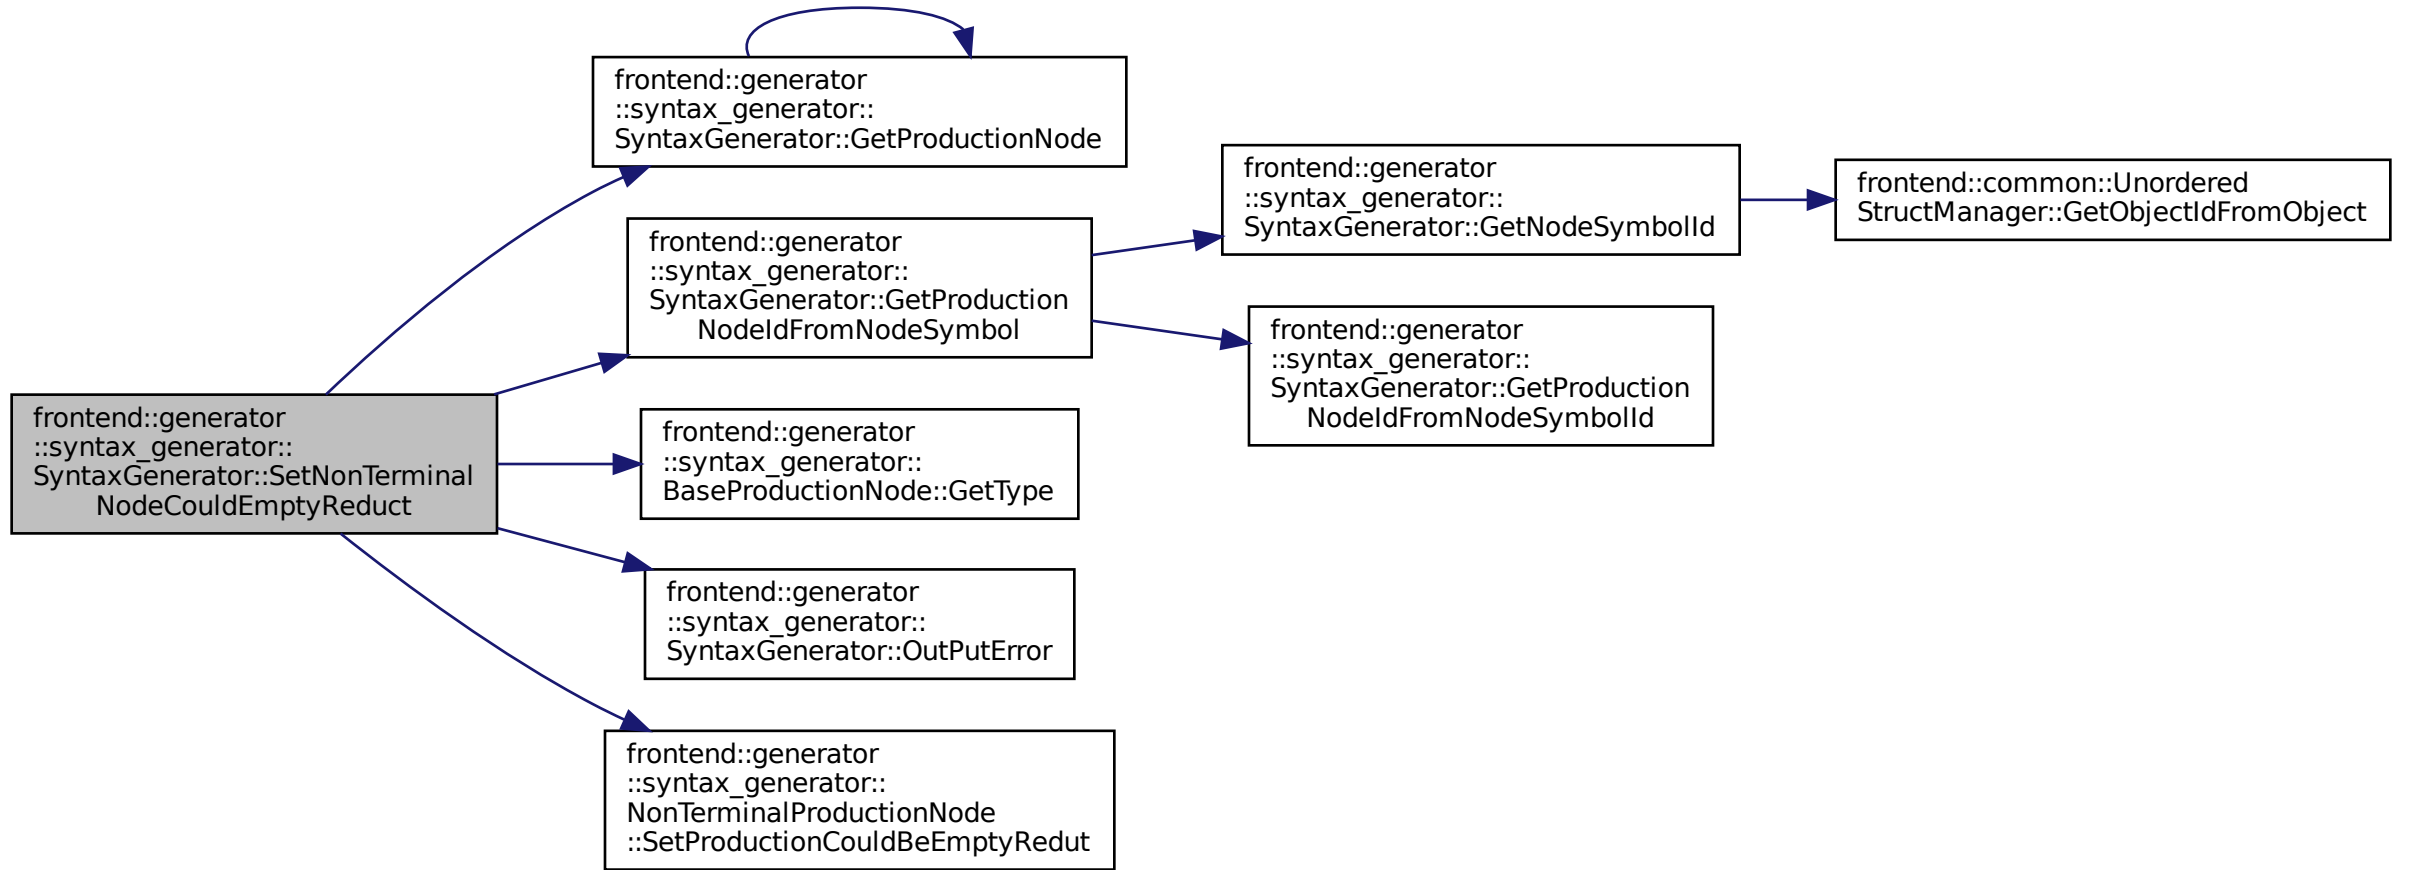 frontend::generator
::syntax_generator::
SyntaxGenerator::GetProductionNode
frontend::generator
::syntax_generator::
SyntaxGenerator::GetNodeSymbolId
frontend::common::Unordered
StructManager::GetObjectIdFromObject
frontend::generator
::syntax_generator::
SyntaxGenerator::GetProduction
NodeIdFromNodeSymbol
frontend::generator
::syntax_generator::
SyntaxGenerator::GetProduction
NodeIdFromNodeSymbolId
frontend::generator
::syntax_generator::
SyntaxGenerator::SetNonTerminal
NodeCouldEmptyReduct
frontend::generator
::syntax_generator::
BaseProductionNode::GetType
frontend::generator
::syntax_generator::
SyntaxGenerator::OutPutError
frontend::generator
::syntax_generator::
NonTerminalProductionNode
::SetProductionCouldBeEmptyRedut